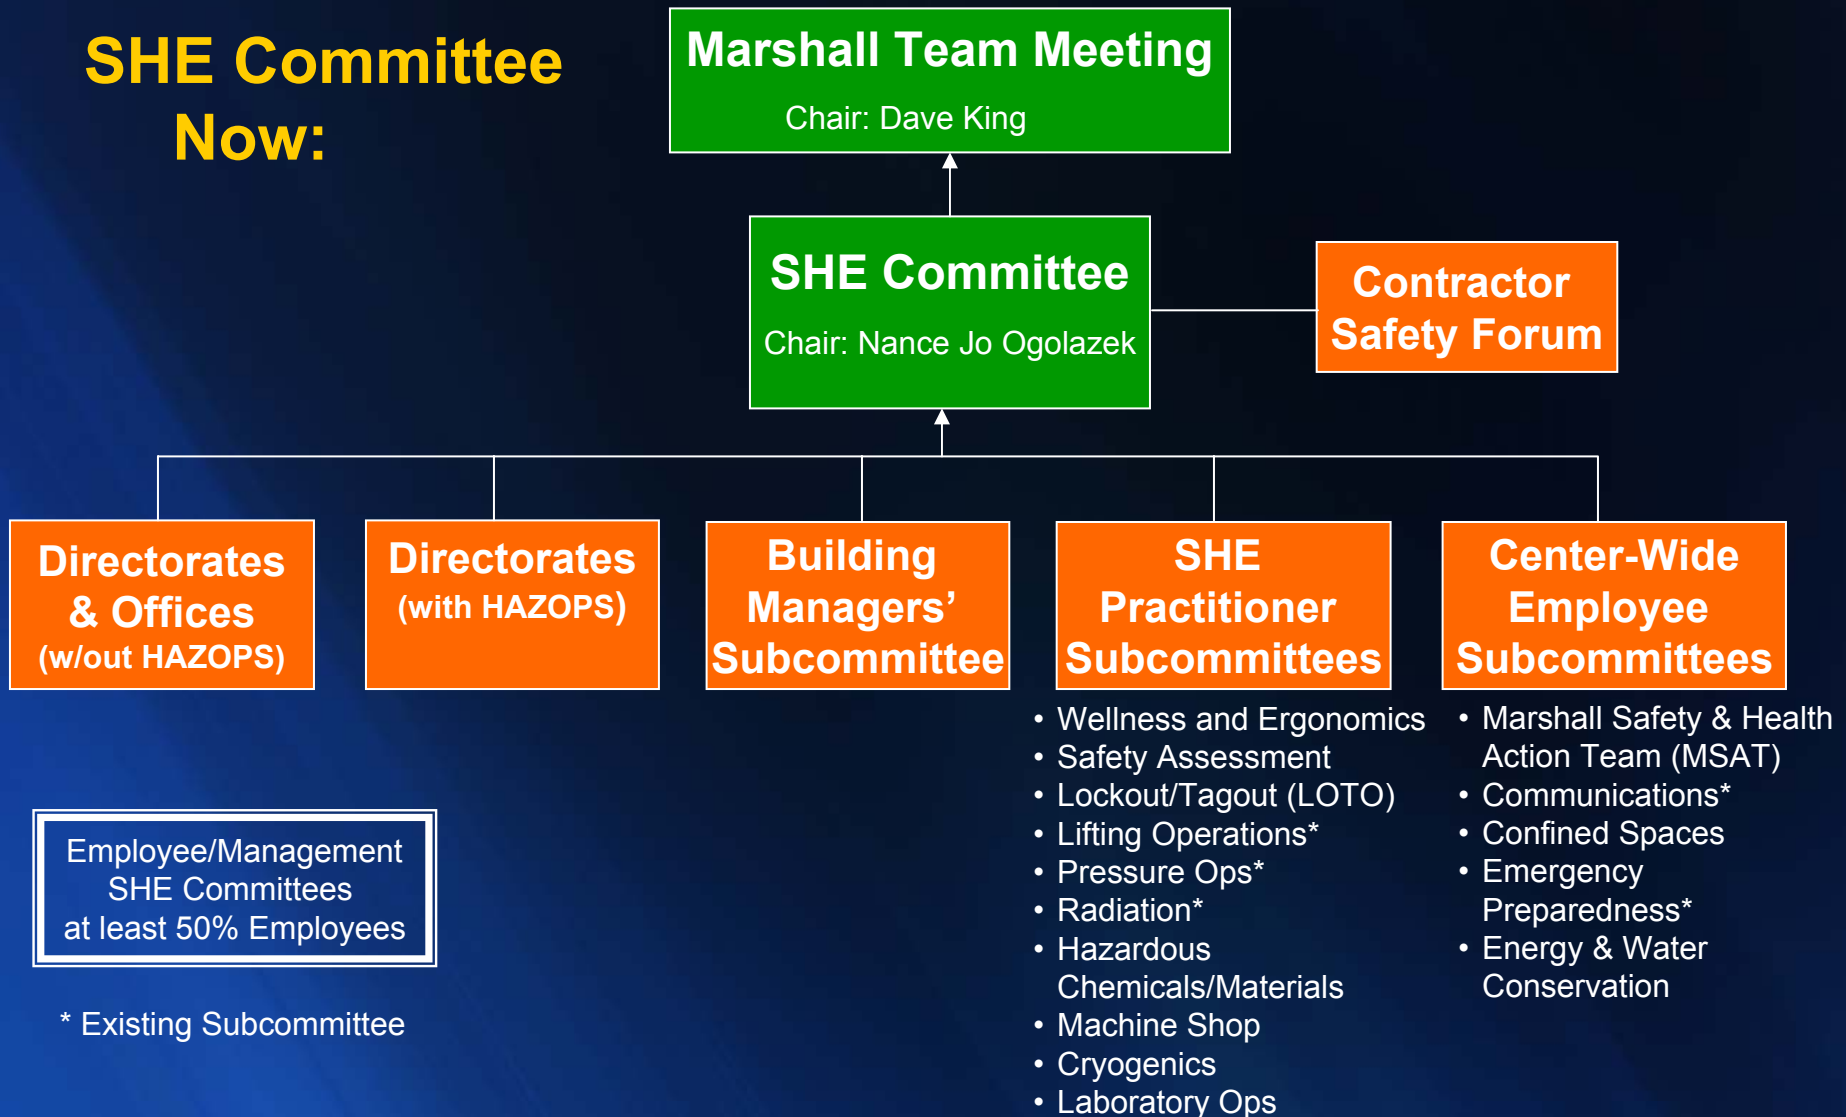 SHE Committee
Now:
Marshall Team Meeting
Chair: Dave King
SHE Committee
Chair: Nance Jo Ogolazek
Contractor
Safety Forum
Directorates
& Offices
(w/out HAZOPS)
Directorates
(with HAZOPS)
Building
Managers’
Subcommittee
SHE
Practitioner
Subcommittees
• Wellness and Ergonomics
• Safety Assessment
• Lockout/Tagout (LOTO)
• Lifting Operations*
• Pressure Ops*
• Radiation*
• Hazardous
Chemicals/Materials
• Machine Shop
• Cryogenics
• Laboratory Ops
Center-Wide
Employee
Subcommittees
• Marshall Safety & Health
Action Team (MSAT)
• Communications*
• Confined Spaces
• Emergency
Preparedness*
• Energy & Water
Conservation
Employee/Management
SHE Committees
at least 50% Employees
* Existing Subcommittee